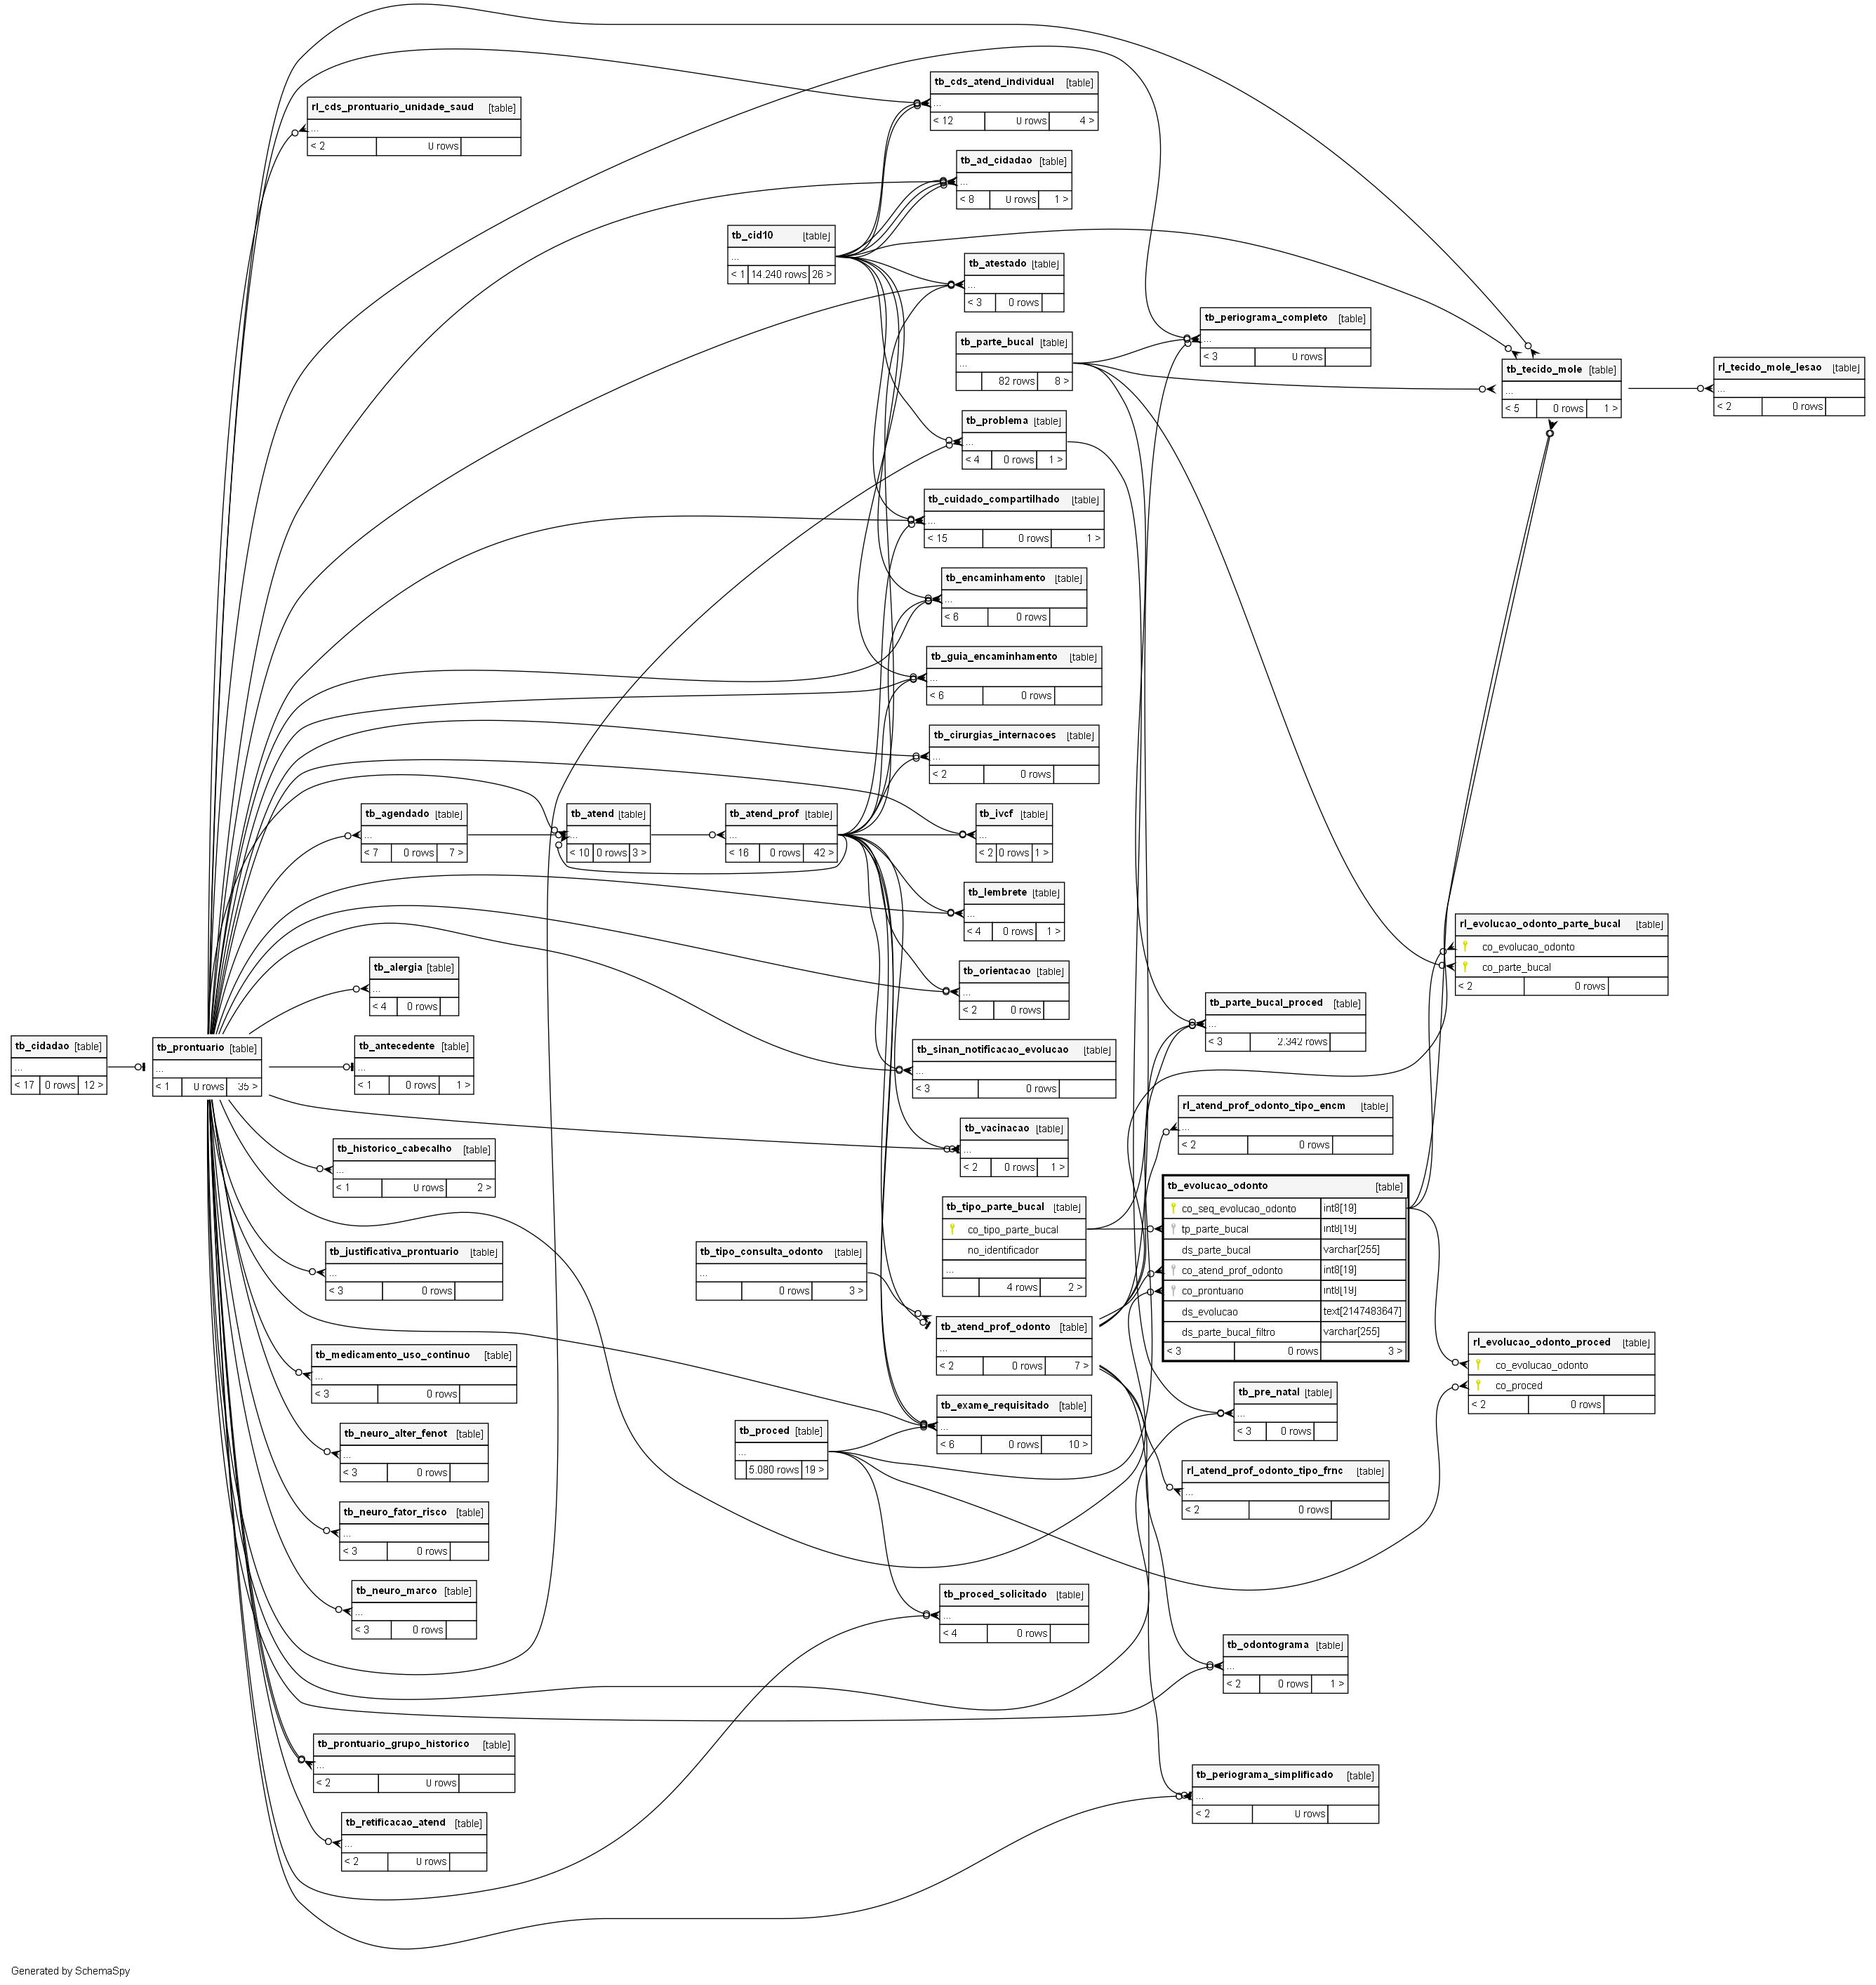 tb_cds_atend_individual [table]
...
< 12 0 rows 4 >
rl_cds_prontuario_unidade_saud [table]
...
< 2 0 rows
tb_ad_cidadao [table]
...
< 8 0 rows 1 >
tb_cid10 [table]
...
< 1 14.240 rows 26 >
tb_atestado [table]
...
< 3 0 rows
tb_periograma_completo [table]
...
< 3 0 rows
tb_parte_bucal [table]
...
82 rows 8 >
tb_tecido_mole [table]
...
< 5 0 rows 1 >
rl_tecido_mole_lesao [table]
...
< 2 0 rows
tb_problema [table]
...
< 4 0 rows 1 >
tb_cuidado_compartilhado [table]
...
< 15 0 rows 1 >
tb_encaminhamento [table]
...
< 6 0 rows
tb_guia_encaminhamento [table]
...
< 6 0 rows
tb_cirurgias_internacoes [table]
...
< 2 0 rows
tb_agendado [table]
...
< 7 0 rows 7 >
tb_atend [table]
...
< 10 0 rows 3 >
tb_atend_prof [table]
...
< 16 0 rows 42 >
tb_ivcf [table]
...
< 2 0 rows 1 >
tb_lembrete [table]
...
< 4 0 rows 1 >
rl_evolucao_odonto_parte_bucal [table]
co_evolucao_odonto
co_parte_bucal
< 2 0 rows
tb_alergia [table]
...
< 4 0 rows
tb_orientacao [table]
...
< 2 0 rows
tb_parte_bucal_proced [table]
...
< 3 2.342 rows
tb_cidadao [table]
...
< 17 0 rows 12 >
tb_prontuario [table]
...
< 1 0 rows 35 >
tb_antecedente [table]
...
< 1 0 rows 1 >
tb_sinan_notificacao_evolucao [table]
...
< 3 0 rows
rl_atend_prof_odonto_tipo_encm [table]
...
< 2 0 rows
tb_vacinacao [table]
...
< 2 0 rows 1 >
tb_historico_cabecalho [table]
...
< 1 0 rows 2 >
tb_evolucao_odonto [table]
co_seq_evolucao_odonto int8[19]
tp_parte_bucal int8[19]
ds_parte_bucal varchar[255]
co_atend_prof_odonto int8[19]
co_prontuario int8[19]
ds_evolucao text[2147483647]
ds_parte_bucal_filtro varchar[255]
< 3 0 rows 3 >
tb_tipo_parte_bucal [table]
co_tipo_parte_bucal
no_identificador
...
4 rows 2 >
tb_justificativa_prontuario [table]
...
< 3 0 rows
tb_tipo_consulta_odonto [table]
...
0 rows 3 >
tb_atend_prof_odonto [table]
...
< 2 0 rows 7 >
rl_evolucao_odonto_proced [table]
co_evolucao_odonto
co_proced
< 2 0 rows
tb_medicamento_uso_continuo [table]
...
< 3 0 rows
tb_pre_natal [table]
...
< 3 0 rows
tb_exame_requisitado [table]
...
< 6 0 rows 10 >
tb_proced [table]
...
5.080 rows 19 >
tb_neuro_alter_fenot [table]
...
< 3 0 rows
rl_atend_prof_odonto_tipo_frnc [table]
...
< 2 0 rows
tb_neuro_fator_risco [table]
...
< 3 0 rows
tb_neuro_marco [table]
...
< 3 0 rows
tb_proced_solicitado [table]
...
< 4 0 rows
tb_odontograma [table]
...
< 2 0 rows 1 >
tb_prontuario_grupo_historico [table]
...
< 2 0 rows
tb_periograma_simplificado [table]
...
< 2 0 rows
tb_retificacao_atend [table]
...
< 2 0 rows
Generated by SchemaSpy